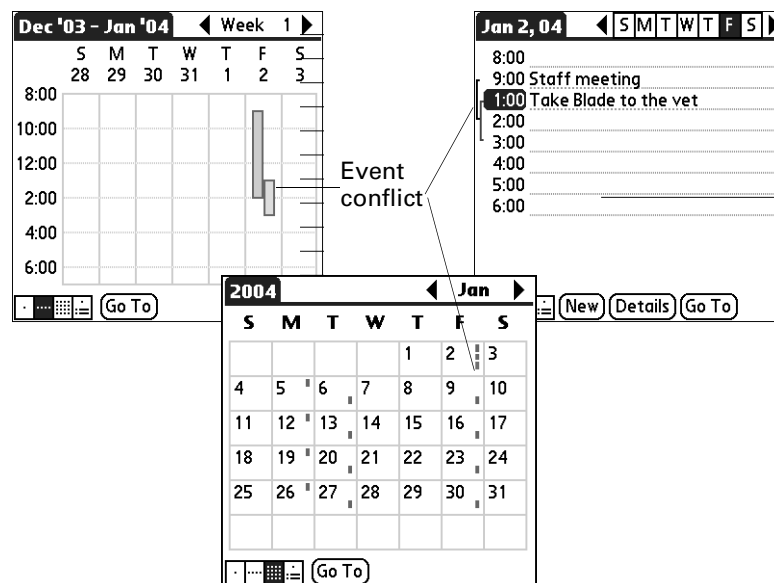 Dec '03 - Jan '04 Week 1
S M T W T F S
28 29 30 31 1 2 3
8:00
10:00
12:00
2:00
4:00
6:00
Go To
Event
conflict
Jan 2, 04 S M T W T F S
8:00
9:00 Staff meeting
1:00 Take Blade to the vet
2:00
3:00
4:00
5:00
6:00
New Details Go To
2004 Jan
S M T W T F S
1 2 3
4 5 6 7 8 9 10
11 12 13 14 15 16 17
18 19 20 21 22 23 24
25 26 27 28 29 30 31
Go To